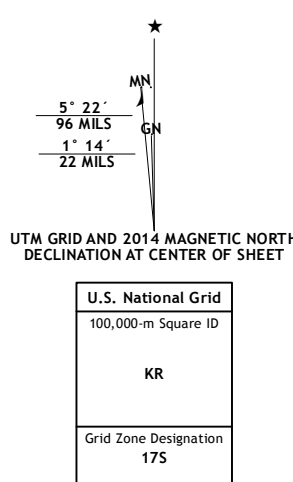 ★
MN
5° 22´
96 MILS
GN
1° 14´
22 MILS
UTM GRID AND 2014 MAGNETIC NORTH
DECLINATION AT CENTER OF SHEET
U.S. National Grid
100,000-m Square ID
KR
Grid Zone Designation
17S